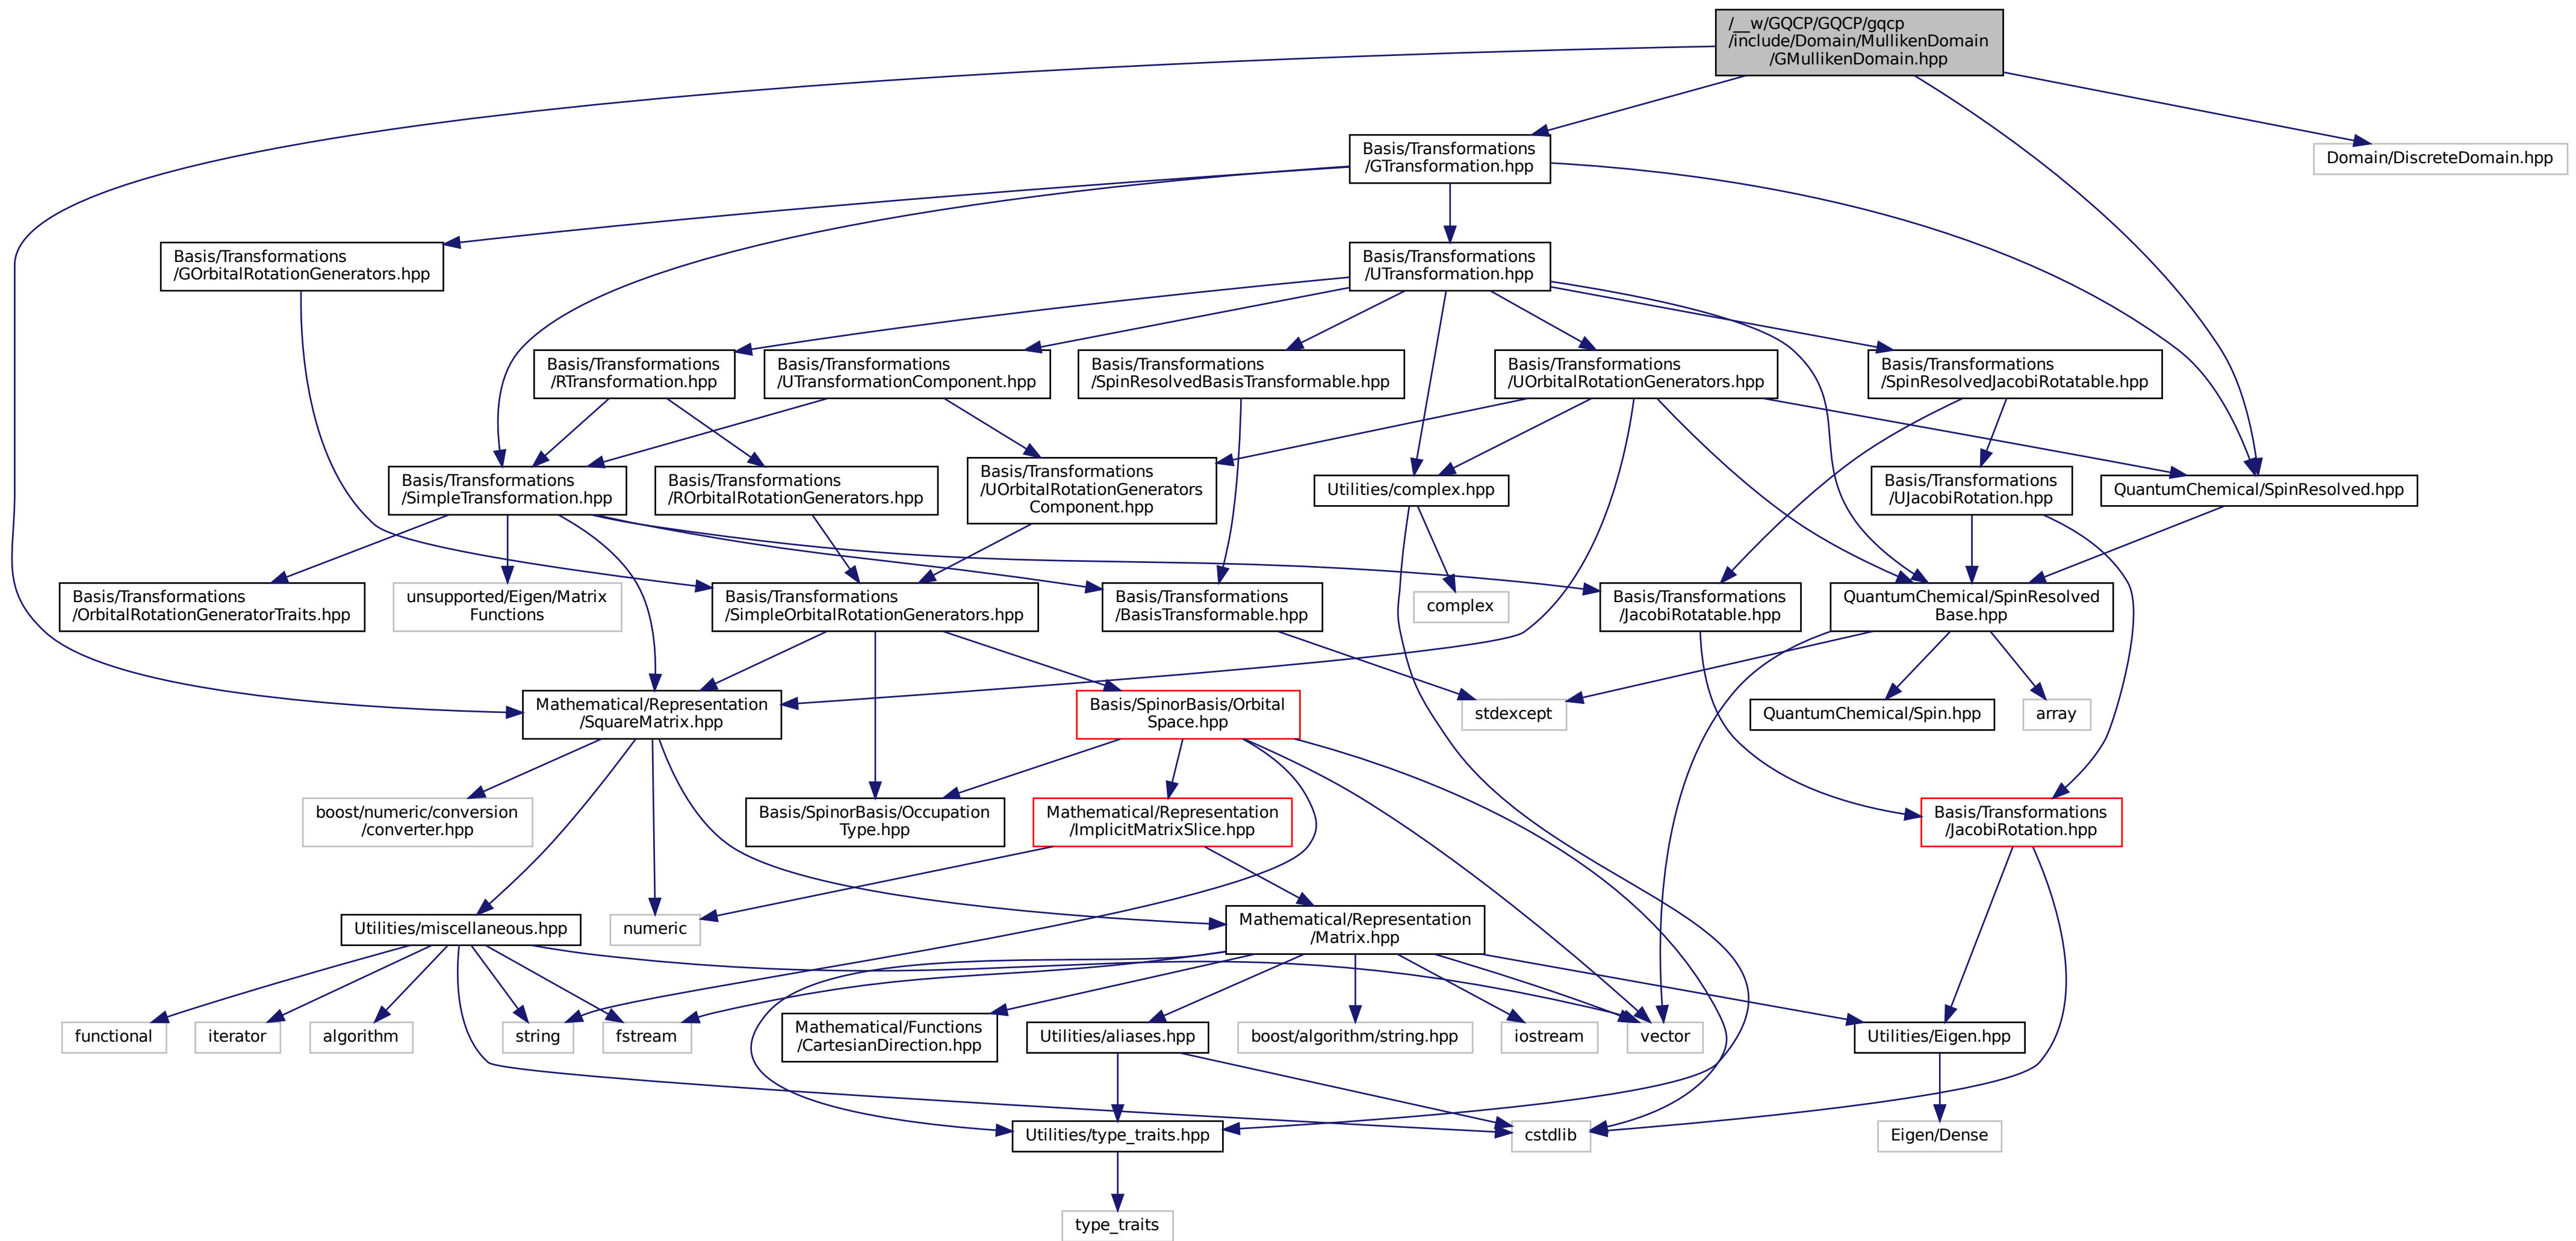 /__w/GQCP/GQCP/gqcp
/include/Domain/MullikenDomain
/GMullikenDomain.hpp
Basis/Transformations
/GTransformation.hpp
Domain/DiscreteDomain.hpp
Basis/Transformations
/GOrbitalRotationGenerators.hpp
Basis/Transformations
/UTransformation.hpp
Basis/Transformations
/RTransformation.hpp
Basis/Transformations
/UTransformationComponent.hpp
Basis/Transformations
/SpinResolvedBasisTransformable.hpp
Basis/Transformations
/UOrbitalRotationGenerators.hpp
Basis/Transformations
/SpinResolvedJacobiRotatable.hpp
Basis/Transformations
/SimpleTransformation.hpp
Basis/Transformations
/ROrbitalRotationGenerators.hpp
Basis/Transformations
/UOrbitalRotationGenerators
Component.hpp
Utilities/complex.hpp
Basis/Transformations
/UJacobiRotation.hpp
QuantumChemical/SpinResolved.hpp
Basis/Transformations
/OrbitalRotationGeneratorTraits.hpp
unsupported/Eigen/Matrix
Functions
Basis/Transformations
/SimpleOrbitalRotationGenerators.hpp
Basis/Transformations
/BasisTransformable.hpp
complex
Basis/Transformations
/JacobiRotatable.hpp
QuantumChemical/SpinResolved
Base.hpp
Mathematical/Representation
/SquareMatrix.hpp
Basis/SpinorBasis/Orbital
Space.hpp
stdexcept
QuantumChemical/Spin.hpp
array
boost/numeric/conversion
/converter.hpp
Basis/SpinorBasis/Occupation
Type.hpp
Mathematical/Representation
/ImplicitMatrixSlice.hpp
Basis/Transformations
/JacobiRotation.hpp
Utilities/miscellaneous.hpp
numeric
Mathematical/Representation
/Matrix.hpp
functional
iterator
algorithm
string
fstream
Mathematical/Functions
/CartesianDirection.hpp
Utilities/aliases.hpp
boost/algorithm/string.hpp
iostream
vector
Utilities/Eigen.hpp
Utilities/type_traits.hpp
cstdlib
Eigen/Dense
type_traits